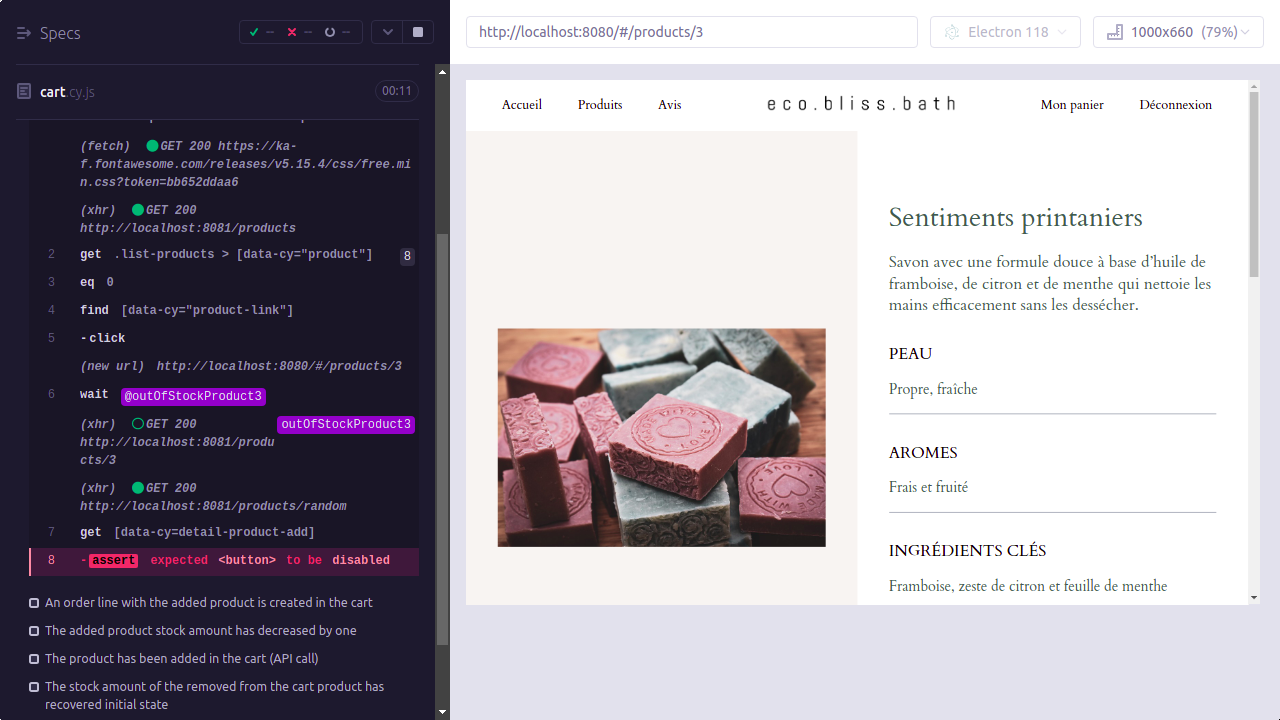 Specs
--
--
--
cart.cy.js
00:11
(fetch) GET 200 https://ka-
f.fontawesome.com/releases/v5.15.4/css/free.mi
n.css?token=bb652ddaa6
(xhr) GET 200
http://localhost:8081/products
2 get .list-products > [data-cy="product"] 8
3 eq 0
4 find [data-cy="product-link"]
5 -click
(new url) http://localhost:8080/#/products/3
6 wait @outOfStockProduct3
(xhr) GET 200 outOfStockProduct3
http://localhost:8081/produ
cts/3
(xhr) GET 200
http://localhost:8081/products/random
7 get [data-cy=detail-product-add]
8 -assert expected <button> to be disabled
An order line with the added product is created in the cart
The added product stock amount has decreased by one
The product has been added in the cart (API call)
The stock amount of the removed from the cart product has
recovered initial state
http://localhost:8080/#/products/3
Electron 118
1000x660 (79%)
Accueil Produits Avis eco.bliss.bath Mon panier Déconnexion
Sentiments printaniers
Savon avec une formule douce à base d’huile de
framboise, de citron et de menthe qui nettoie les
mains efficacement sans les dessécher.
PEAU
Propre, fraîche
AROMES
Frais et fruité
INGRÉDIENTS CLÉS
Framboise, zeste de citron et feuille de menthe